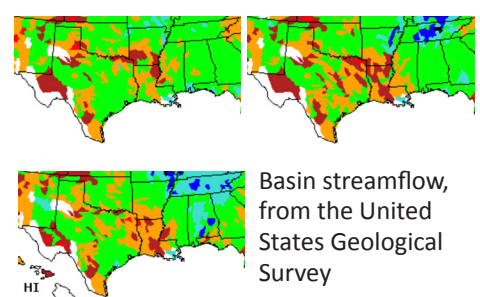 Basin streamflow,
from the United
States Geological
Survey
HI